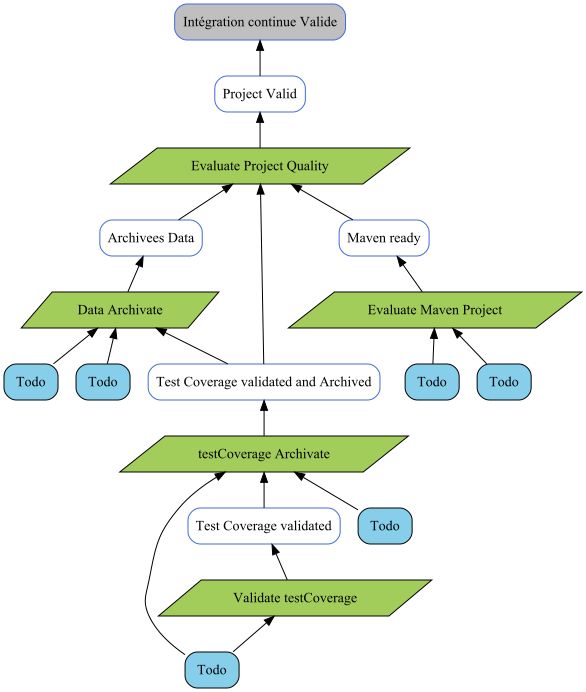 Intégration continue Valide
Project Valid
Evaluate Project Quality
Archivees Data
Maven ready
Data Archivate
Evaluate Maven Project
Todo
Todo
Test Coverage validated and Archived
Todo
Todo
testCoverage Archivate
Test Coverage validated
Todo
Validate testCoverage
Todo